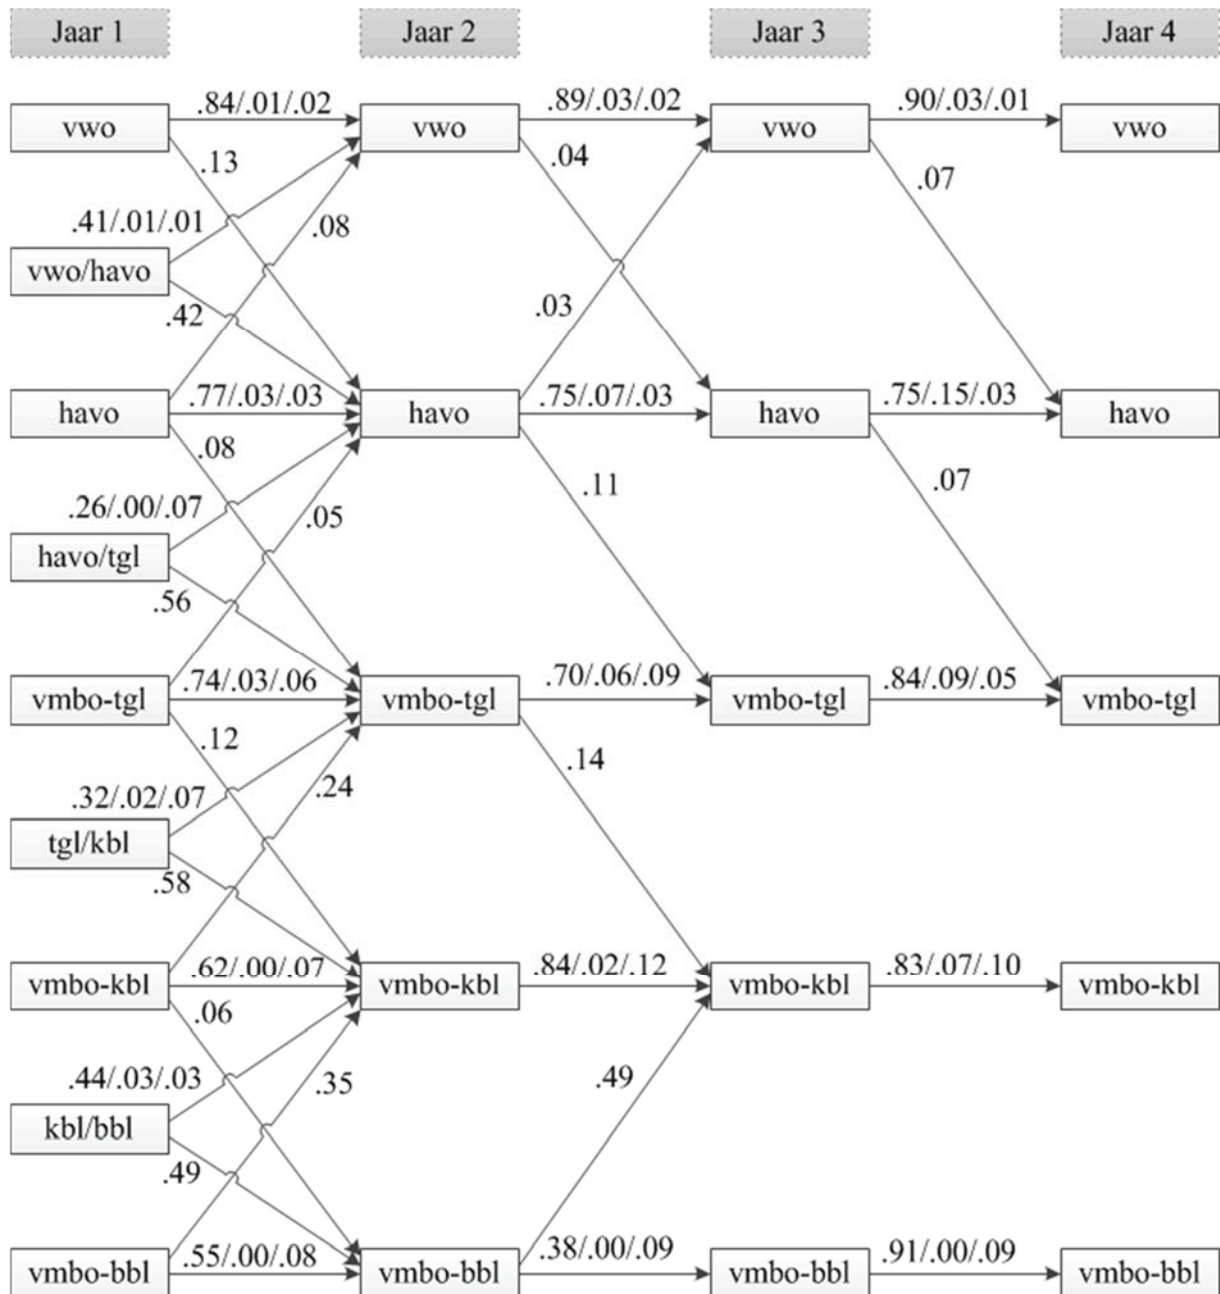 Jaar 1 Jaar 2 Jaar 3 Jaar 4
.84/.01/.02 .89/.03/.02 .90/.03/.01
vwo vwo vwo vwo
.13 .04 .07
.41/.01/.01 .08
vwo/havo
.42 .03
.77/.03/.03 .75/.07/.03 .75/.15/.03
havo havo havo havo
.08 .11 .07
.26/.00/.07 .05
havo/tgl
.56
.74/.03/.06 .70/.06/.09 .84/.09/.05
vmbo-tgl vmbo-tgl vmbo-tgl vmbo-tgl
.12 .14
.32/.02/.07 .24
tgl/kbl
.58
.62/.00/.07 .84/.02/.12 .83/.07/.10
vmbo-kbl vmbo-kbl vmbo-kbl vmbo-kbl
.06
.44/.03/.03 .35 .49
kbl/bbl
.49
.55/.00/.08 .38/.00/.09 .91/.00/.09
vmbo-bbl vmbo-bbl vmbo-bbl vmbo-bbl